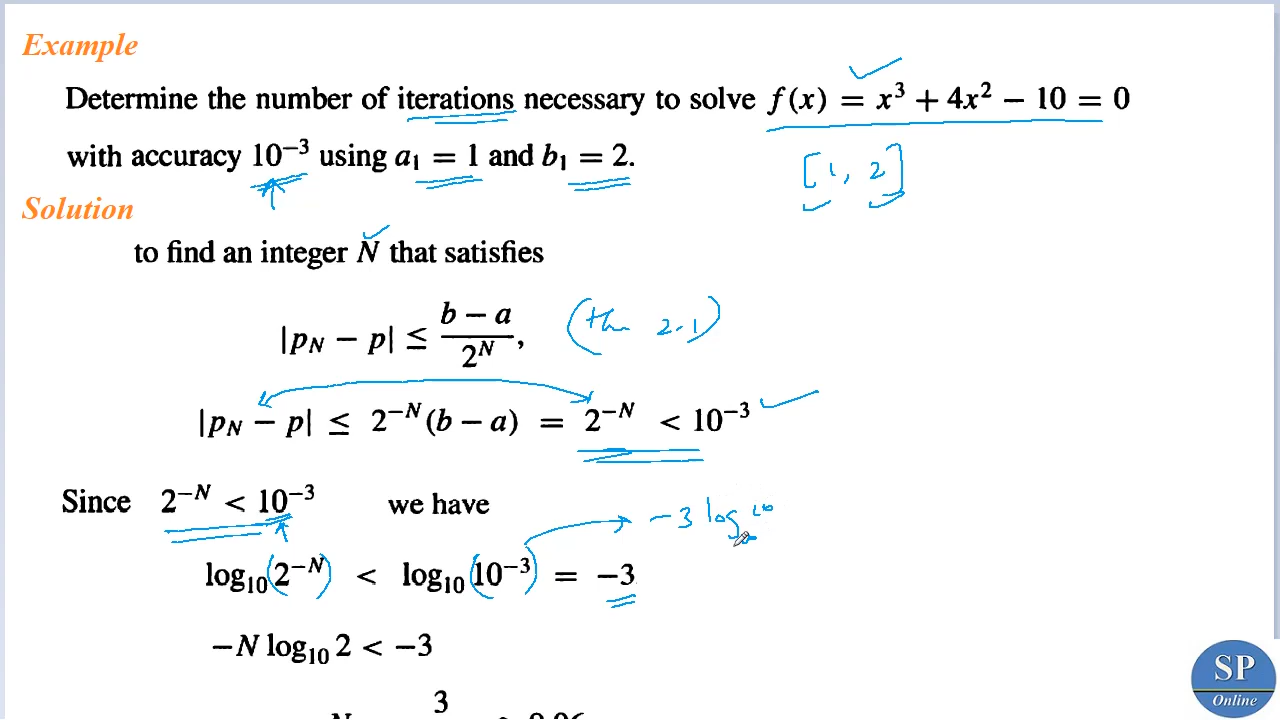 Example
Determine the number of iterations necessary to solve f(x) = x³ + 4x² − 10 = 0
with accuracy 10⁻³ using a₁ = 1 and b₁ = 2.
[1, 2]
Solution
to find an integer N that satisfies
|p_N − p| ≤ (b − a)/2^N, (thm 2.1)
|p_N − p| ≤ 2^−N (b − a) = 2^−N < 10⁻³
Since 2^−N < 10⁻³ we have
−3 log 10
log₁₀(2^−N) < log₁₀(10⁻³) = −3
−N log₁₀ 2 < −3
3
SP
Online